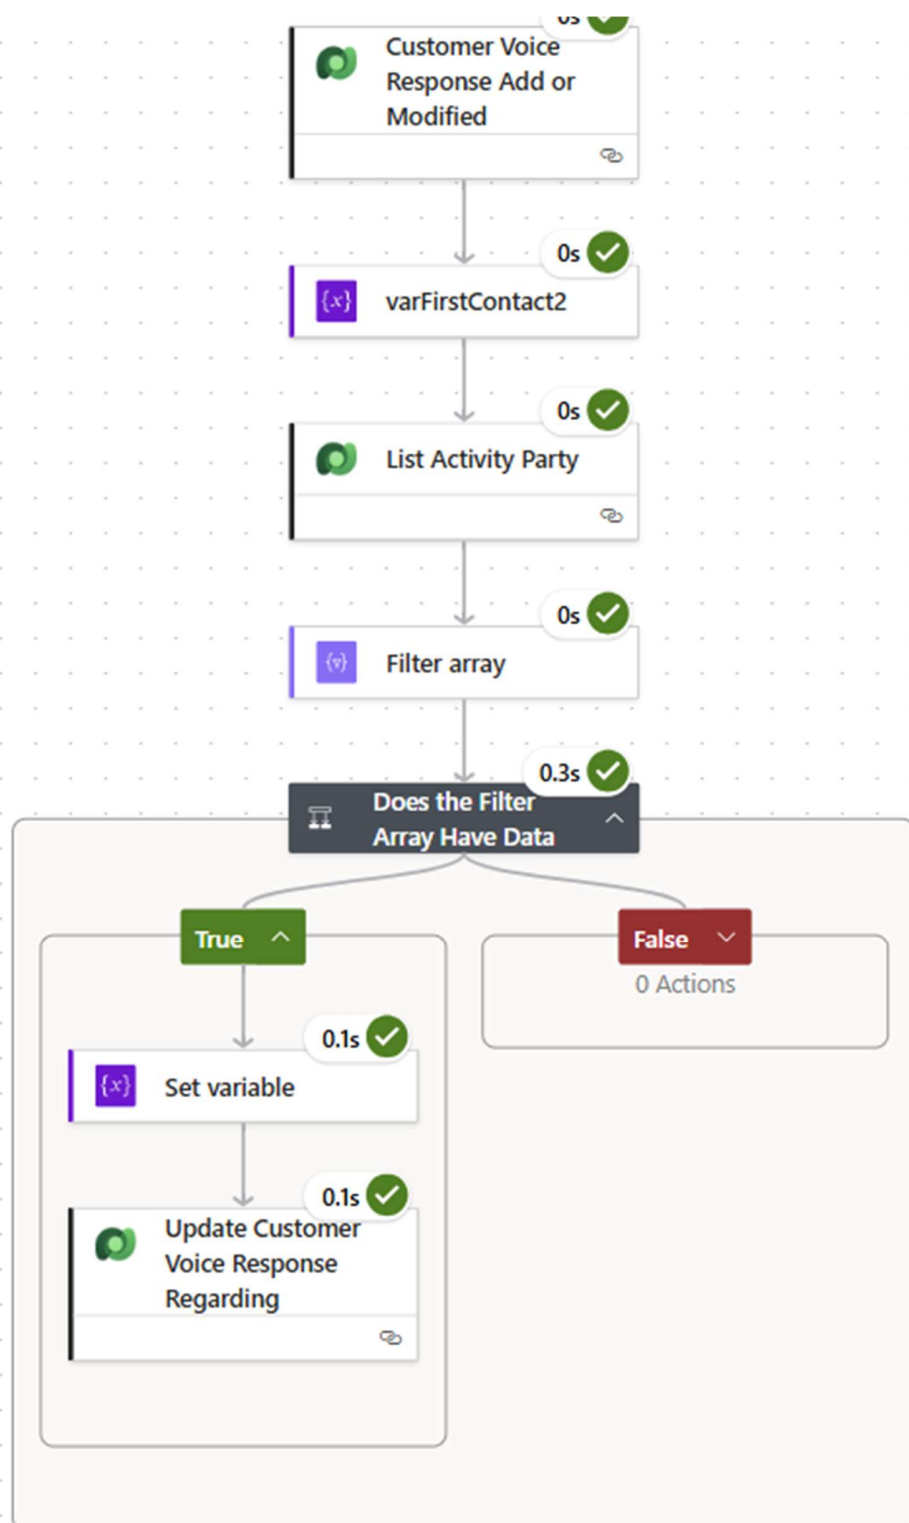 0s
Customer Voice
Response Add or
Modified
0s
{x}
varFirstContact2
0s
List Activity Party
0s
Filter array
0.3s
Does the Filter
Array Have Data
True
False
0 Actions
0.1s
{x}
Set variable
0.1s
Update Customer
Voice Response
Regarding